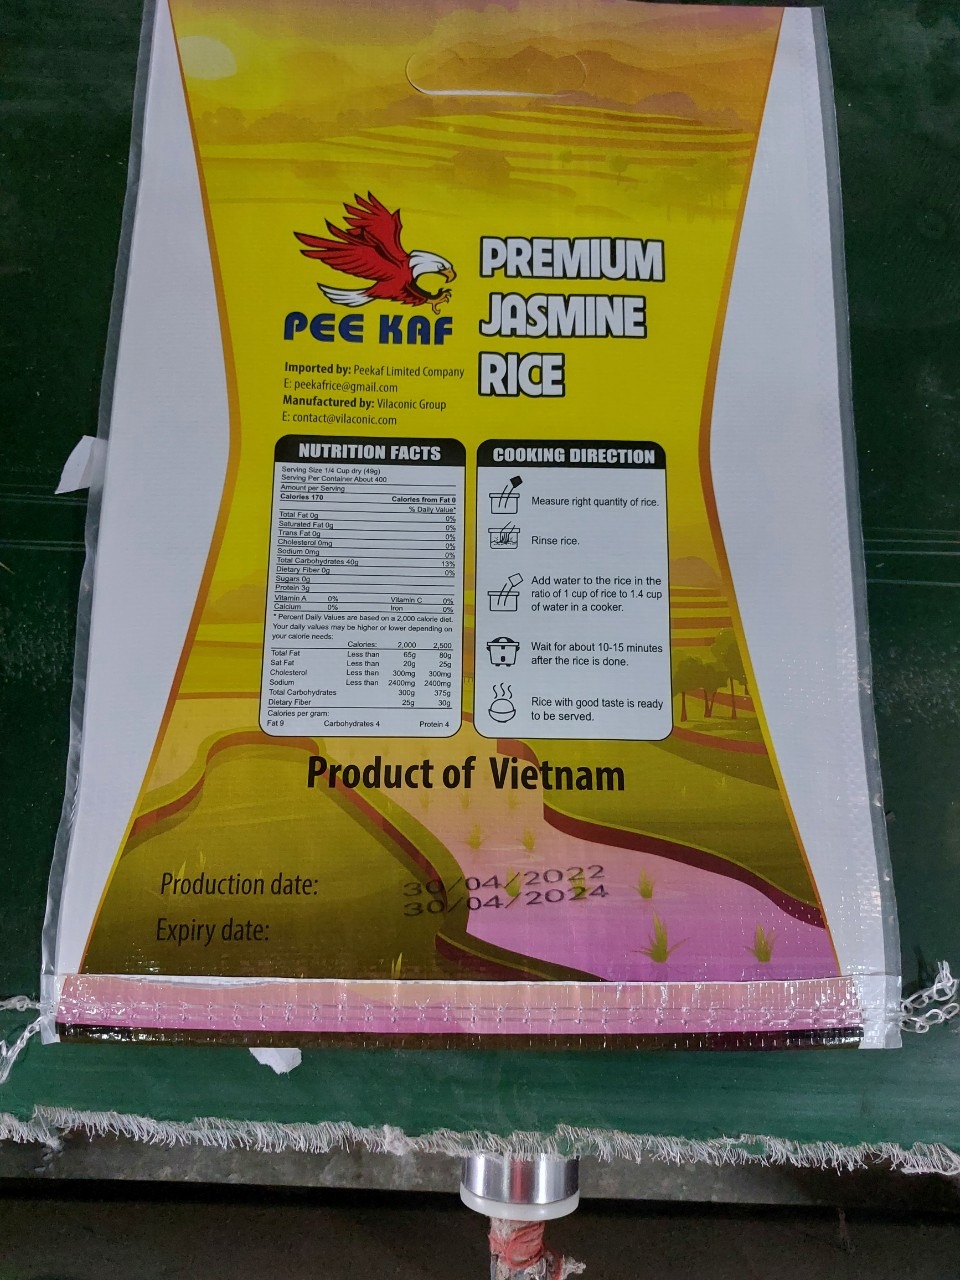 PEE KAF
PREMIUM
JASMINE
RICE
Imported by: Peekaf Limited Company
E: peekafrice@gmail.com
Manufactured by: Vilaconic Group
E: contact@vilaconic.com
NUTRITION FACTS
Serving Size 1/4 Cup dry (49g)
Serving Per Container About 400
Amount per Serving
Calories 170 Calories from Fat 0
% Daily Value*
Total Fat 0g 0%
Saturated Fat 0g 0%
Trans Fat 0g 0%
Cholesterol 0mg 0%
Sodium 0mg 0%
Total Carbohydrates 40g 13%
Dietary Fiber 0g 0%
Sugars 0g
Protein 3g
Vitamin A 0% Vitamin C 0%
Calcium 0% Iron 0%
* Percent Daily Values are based on a 2,000 calorie diet.
Your daily values may be higher or lower depending on
your calorie needs:
Calories: 2,000 2,500
Total Fat Less than 65g 80g
Sat Fat Less than 20g 25g
Cholesterol Less than 300mg 300mg
Sodium Less than 2400mg 2400mg
Total Carbohydrates 300g 375g
Dietary Fiber 25g 30g
Calories per gram:
Fat 9 Carbohydrates 4 Protein 4
COOKING DIRECTION
Measure right quantity of rice.
Rinse rice.
Add water to the rice in the
ratio of 1 cup of rice to 1.4 cup
of water in a cooker.
Wait for about 10-15 minutes
after the rice is done.
Rice with good taste is ready
to be served.
Product of Vietnam
Production date: 30/04/2022
Expiry date: 30/04/2024